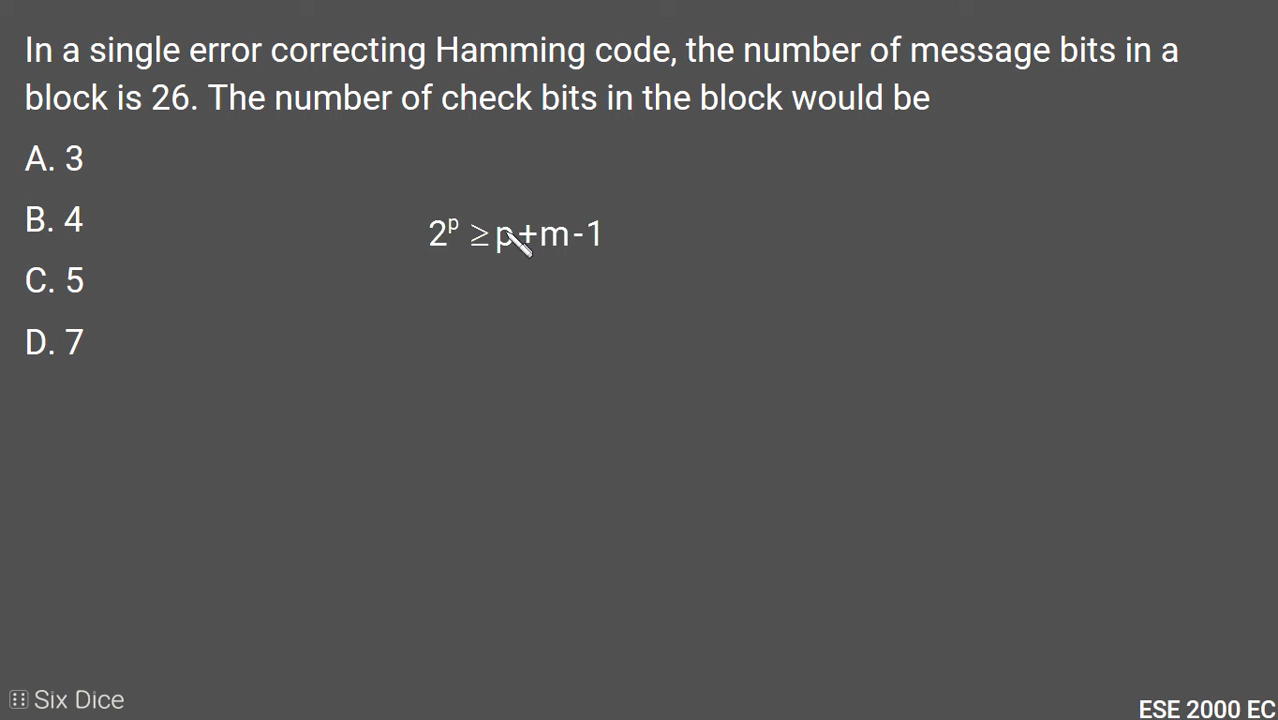 In a single error correcting Hamming code, the number of message bits in a
block is 26. The number of check bits in the block would be
A. 3
B. 4
2ᵖ ≥ p+m-1
C. 5
D. 7
Six Dice
ESE 2000 EC